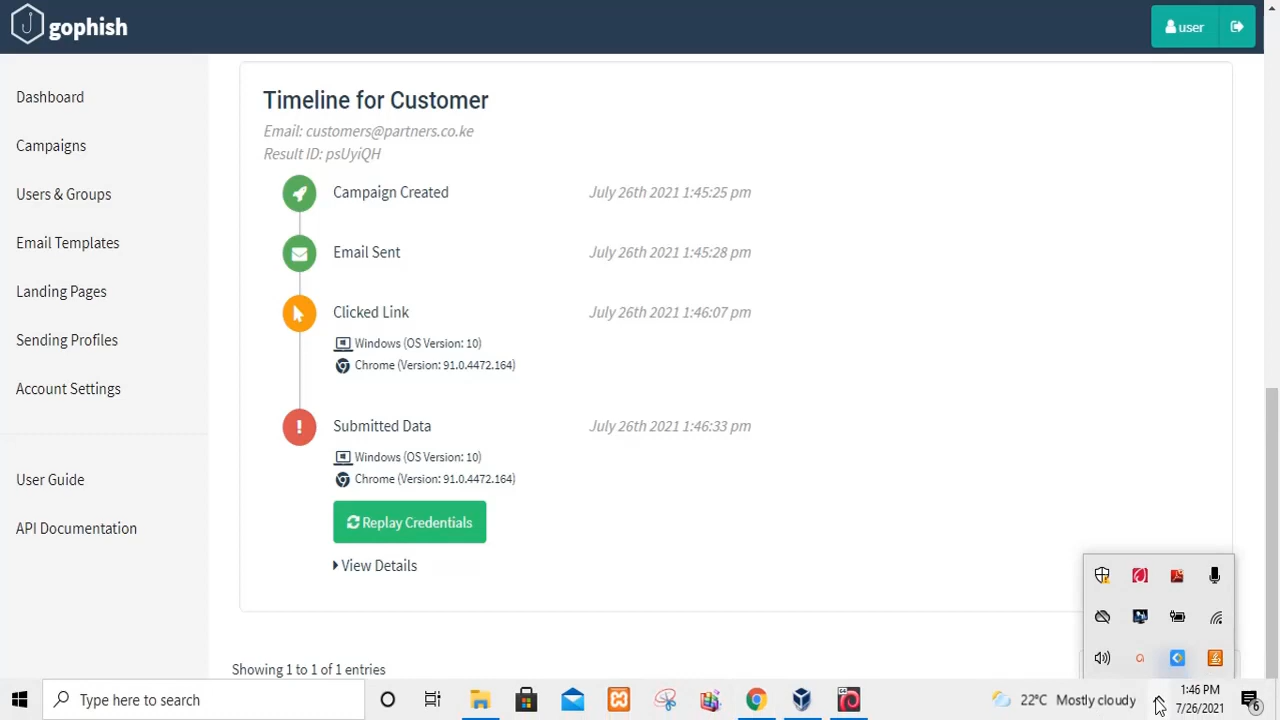 gophish
user
Dashboard
Campaigns
Users & Groups
Email Templates
Landing Pages
Sending Profiles
Account Settings
User Guide
API Documentation
Timeline for Customer
Email: customers@partners.co.ke
Result ID: psUyiQH
Campaign Created July 26th 2021 1:45:25 pm
Email Sent July 26th 2021 1:45:28 pm
Clicked Link July 26th 2021 1:46:07 pm
Windows (OS Version: 10)
Chrome (Version: 91.0.4472.164)
Submitted Data July 26th 2021 1:46:33 pm
Windows (OS Version: 10)
Chrome (Version: 91.0.4472.164)
Replay Credentials
View Details
Showing 1 to 1 of 1 entries
Type here to search
22°C Mostly cloudy
1:46 PM
7/26/2021
6